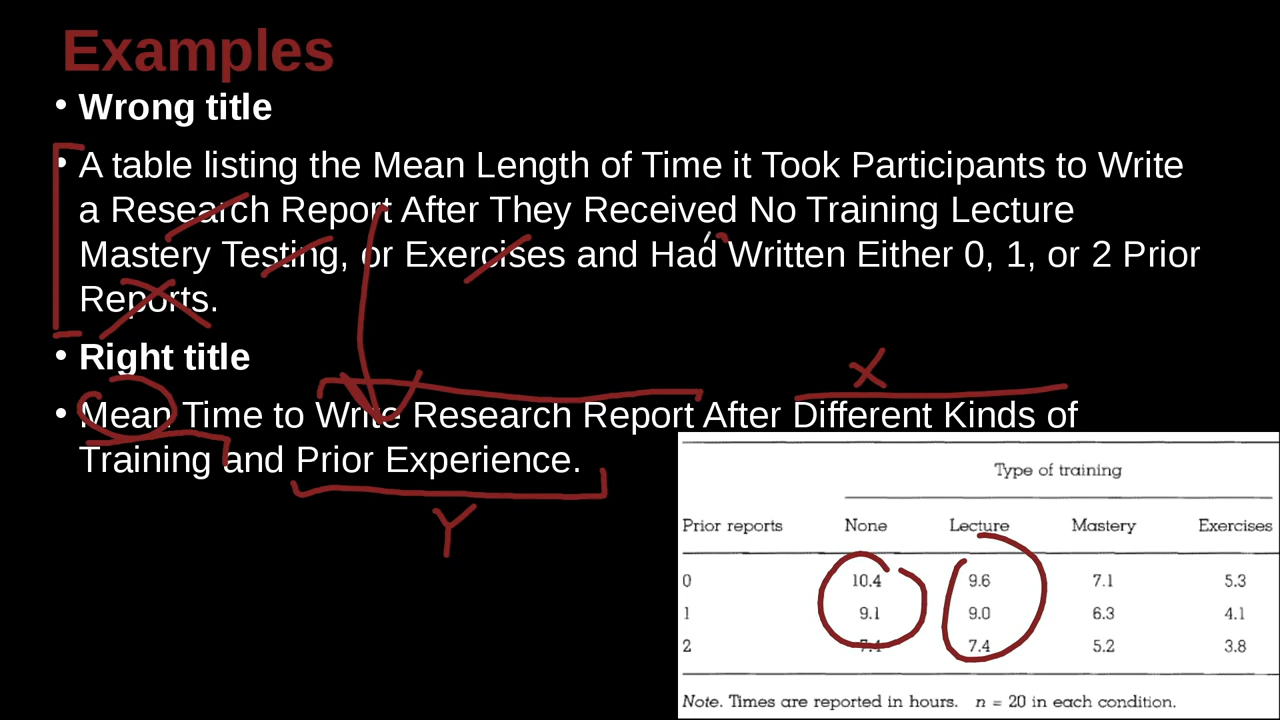 Examples
• Wrong title
• A table listing the Mean Length of Time it Took Participants to Write
a Research Report After They Received No Training Lecture
Mastery Testing, or Exercises and Had Written Either 0, 1, or 2 Prior
Reports.
• Right title
X
• Mean Time to Write Research Report After Different Kinds of
Training and Prior Experience.
Y
Type of training
Prior reports None Lecture Mastery Exercises
0 10.4 9.6 7.1 5.3
1 9.1 9.0 6.3 4.1
2 7.4 7.4 5.2 3.8
Note. Times are reported in hours. n = 20 in each condition.